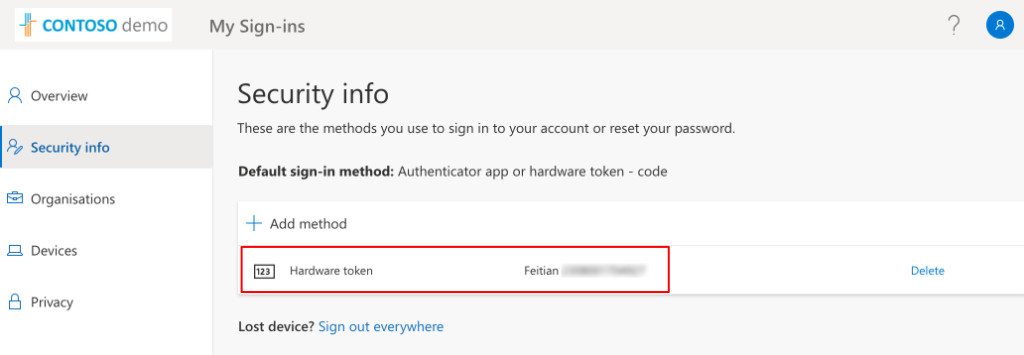 CONTOSO demo
My Sign-ins
?
Overview
Security info
Organisations
Devices
Privacy
Security info
These are the methods you use to sign in to your account or reset your password.
Default sign-in method: Authenticator app or hardware token - code
+ Add method
123 Hardware token Feitian Delete
Lost device? Sign out everywhere